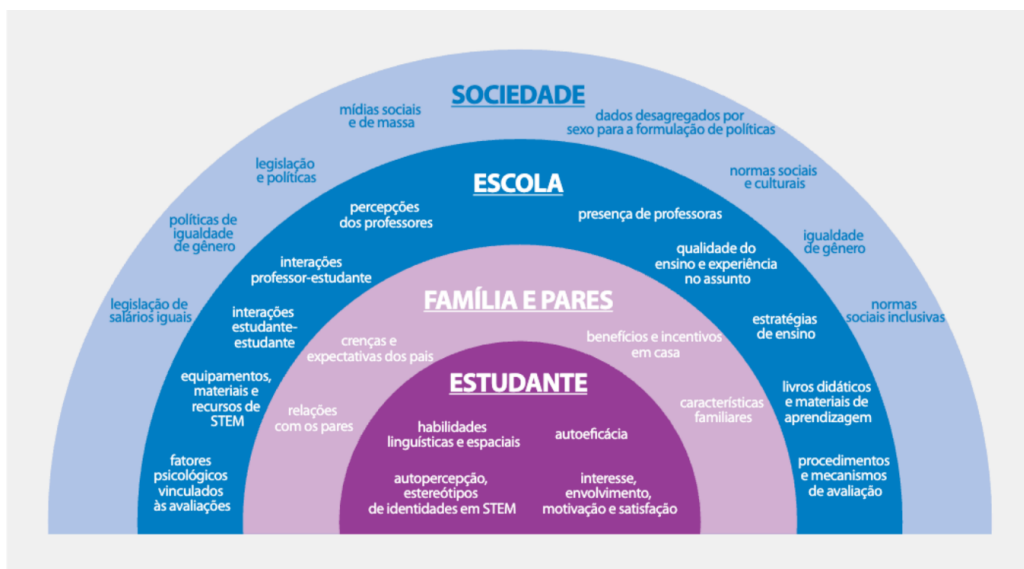 SOCIEDADE
mídias sociais
e de massa
dados desagregados por
sexo para a formulação de políticas
legislação
e políticas
normas sociais
e culturais
políticas de
igualdade
de gênero
igualdade
de gênero
legislação de
salários iguais
normas
sociais inclusivas
ESCOLA
percepções
dos professores
presença de professoras
interações
professor-estudante
qualidade do
ensino e experiência
no assunto
interações
estudante-
estudante
estratégias
de ensino
equipamentos,
materiais e
recursos de
STEM
livros didáticos
e materiais de
aprendizagem
fatores
psicológicos
vinculados
às avaliações
procedimentos
e mecanismos
de avaliação
FAMÍLIA E PARES
crenças e
expectativas dos pais
benefícios e incentivos
em casa
relações
com os pares
características
familiares
ESTUDANTE
habilidades
linguísticas e espaciais
autoeficácia
autopercepção,
estereótipos
de identidades em STEM
interesse,
envolvimento,
motivação e satisfação